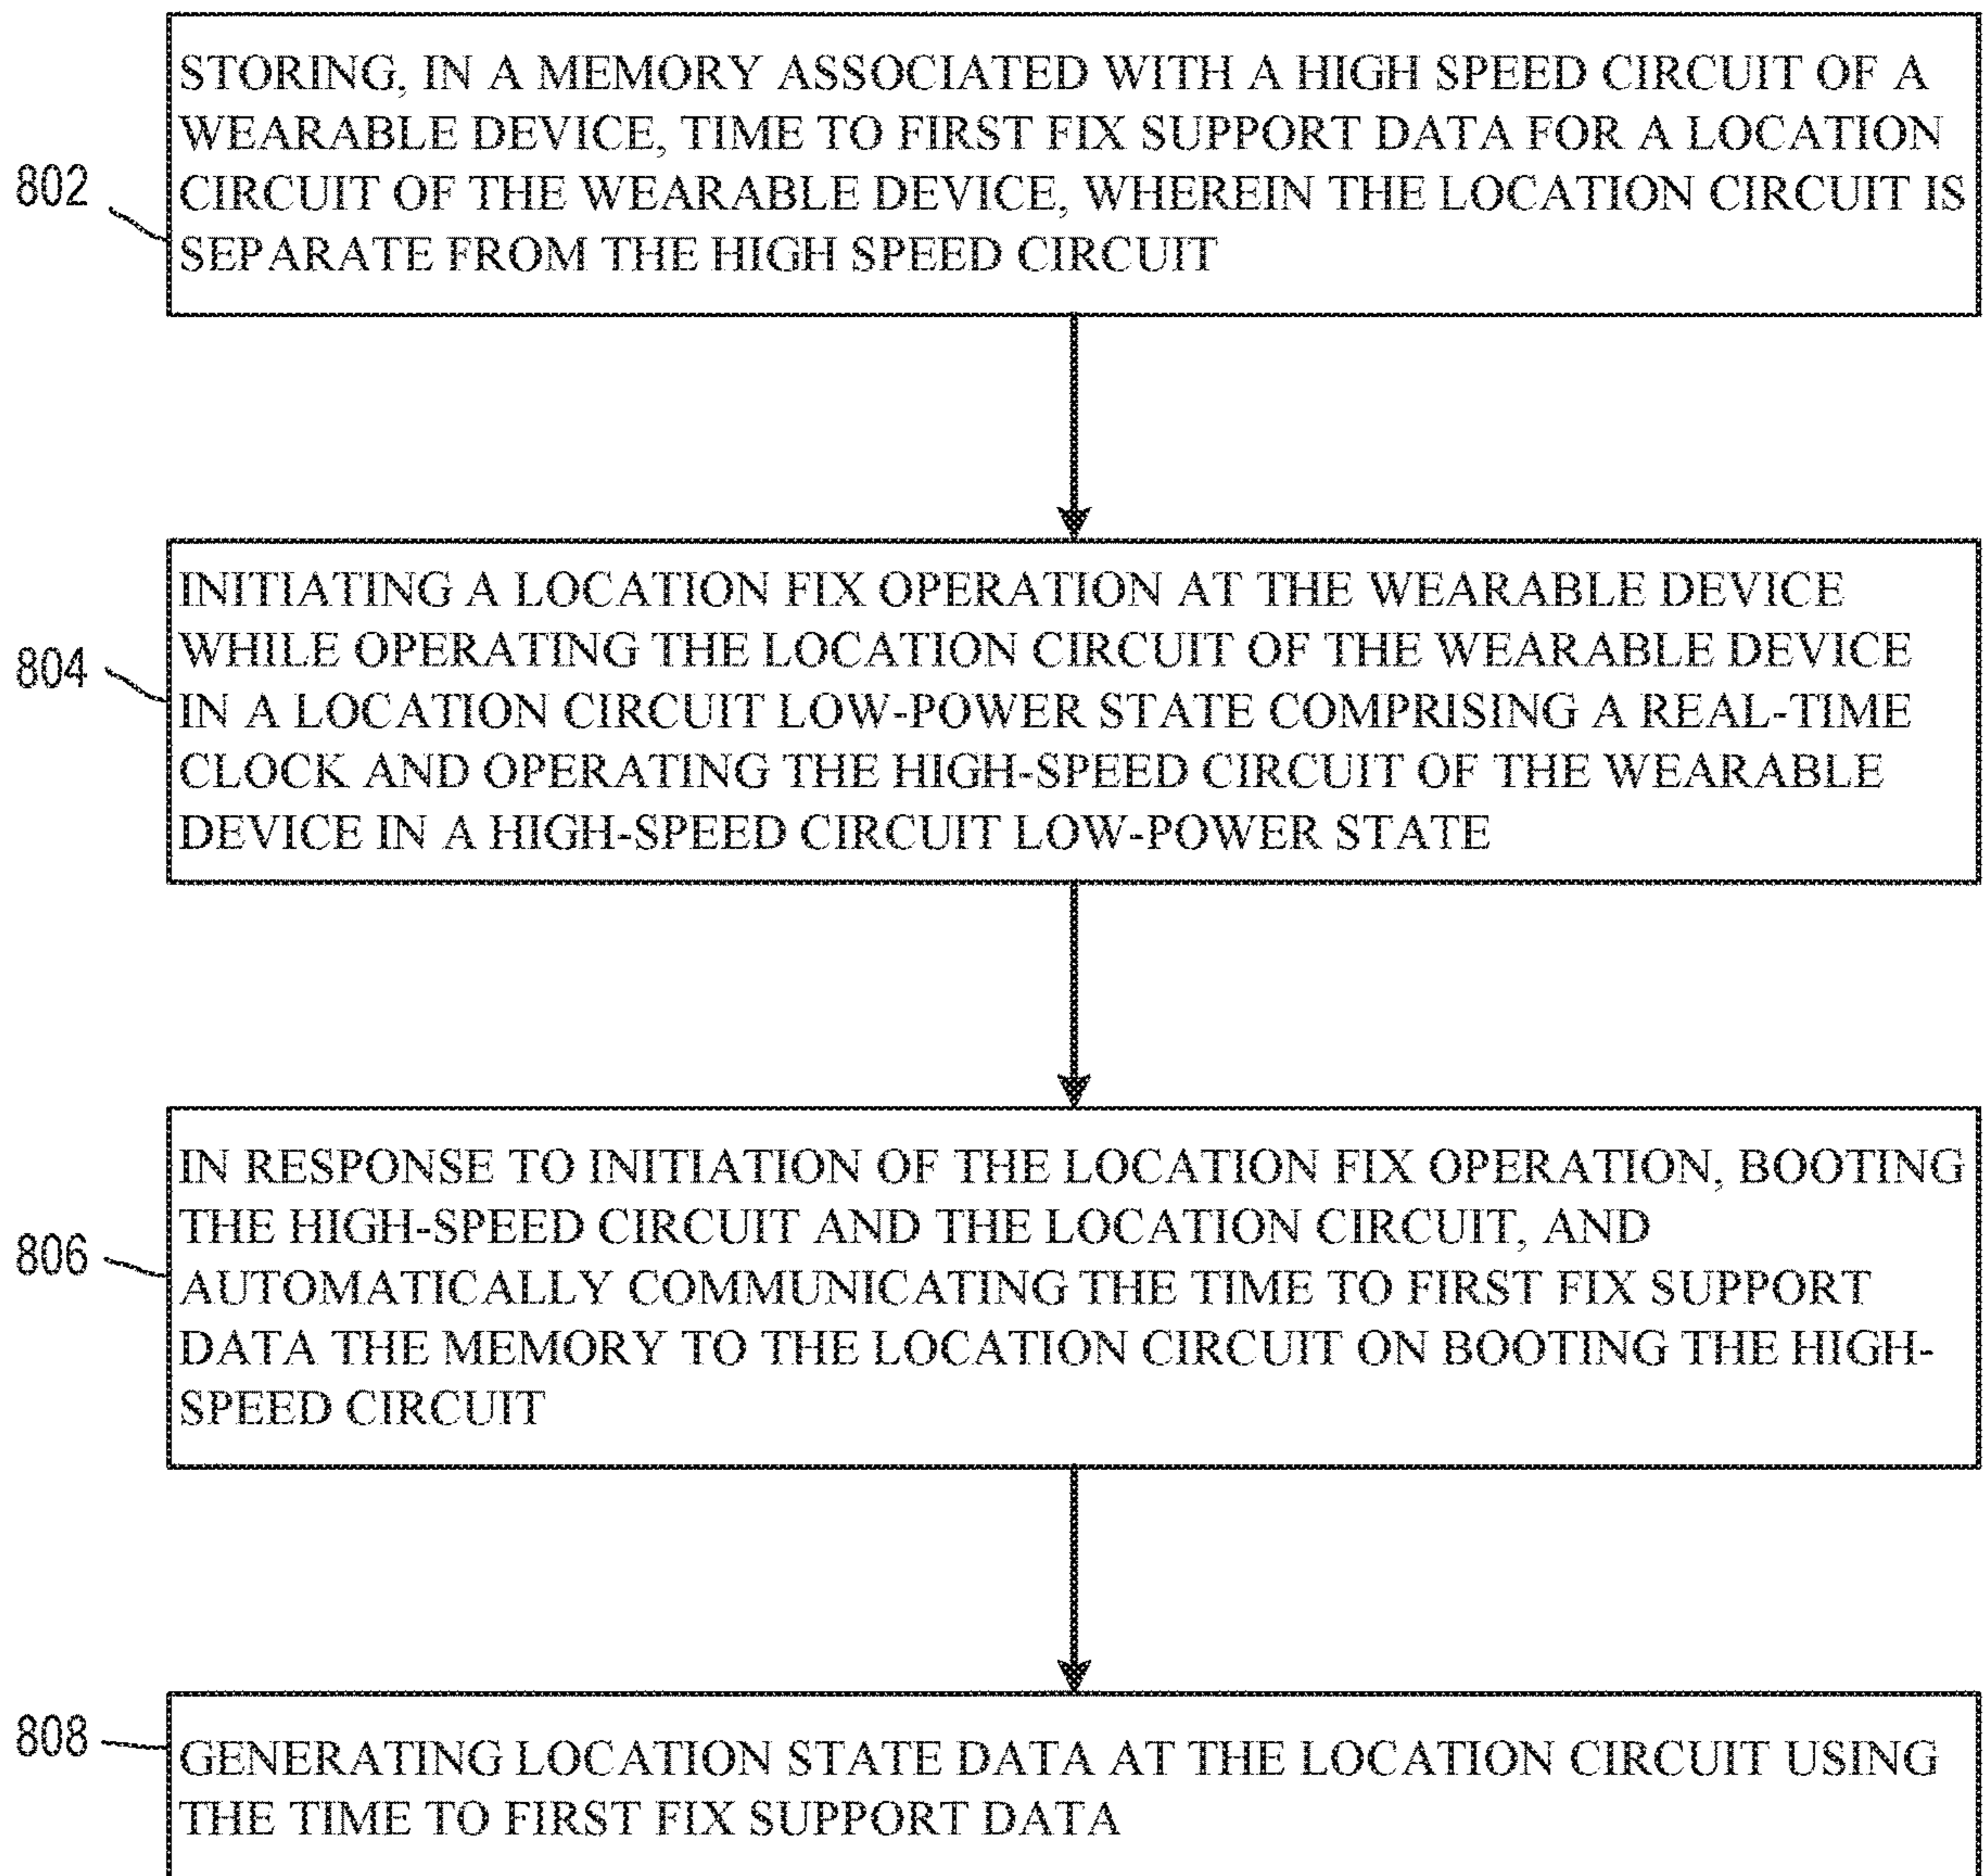 STORING, IN A MEMORY ASSOCIATED WITH A HIGH SPEED CIRCUIT OF A
WEARABLE DEVICE, TIME TO FIRST FIX SUPPORT DATA FOR A LOCATION
802
CIRCUIT OF THE WEARABLE DEVICE, WHEREIN THE LOCATION CIRCUIT IS
SEPARATE FROM THE HIGH SPEED CIRCUIT
INITIATING A LOCATION FIX OPERATION AT THE WEARABLE DEVICE
804
WHILE OPERATING THE LOCATION CIRCUIT OF THE WEARABLE DEVICE
IN A LOCATION CIRCUIT LOW-POWER STATE COMPRISING A REAL-TIME
CLOCK AND OPERATING THE HIGH-SPEED CIRCUIT OF THE WEARABLE
DEVICE IN A HIGH-SPEED CIRCUIT LOW-POWER STATE
IN RESPONSE TO INITIATION OF THE LOCATION FIX OPERATION, BOOTING
THE HIGH-SPEED CIRCUIT AND THE LOCATION CIRCUIT, AND
806
AUTOMATICALLY COMMUNICATING THE TIME TO FIRST FIX SUPPORT
DATA THE MEMORY TO THE LOCATION CIRCUIT ON BOOTING THE HIGH-
SPEED CIRCUIT
808
GENERATING LOCATION STATE DATA AT THE LOCATION CIRCUIT USING
THE TIME TO FIRST FIX SUPPORT DATA